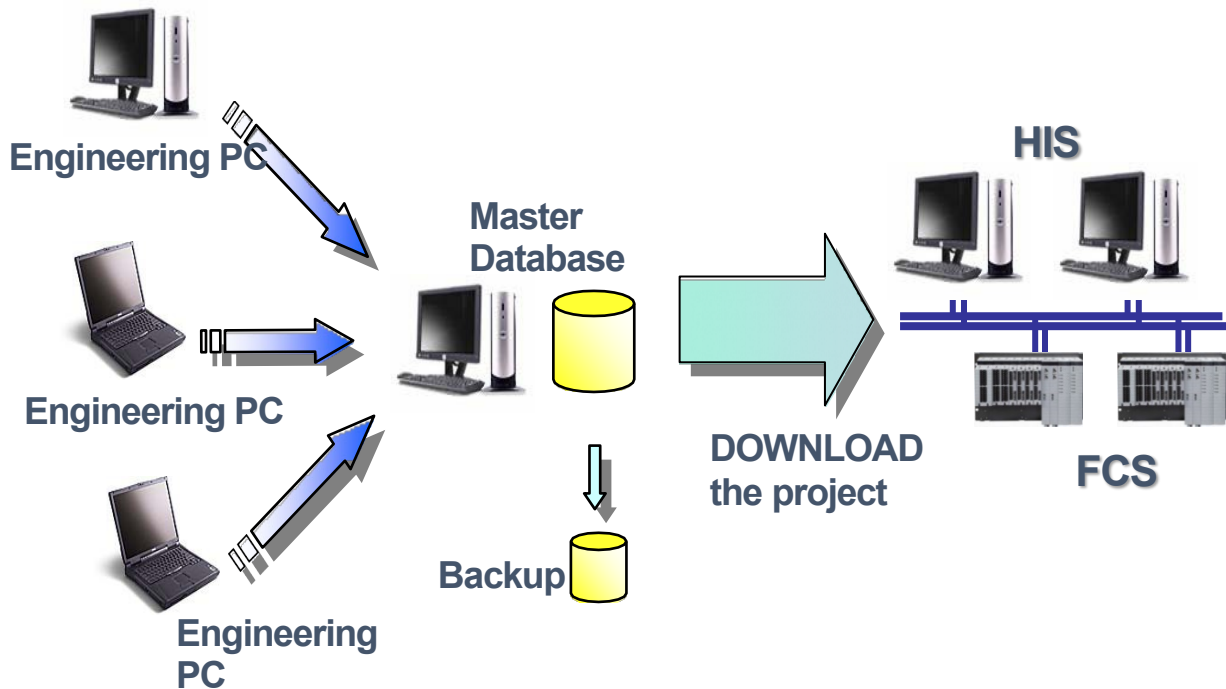 Engineering PC
HIS
Master
Database
Engineering PC
DOWNLOAD
the project
FCS
Backup
Engineering
PC